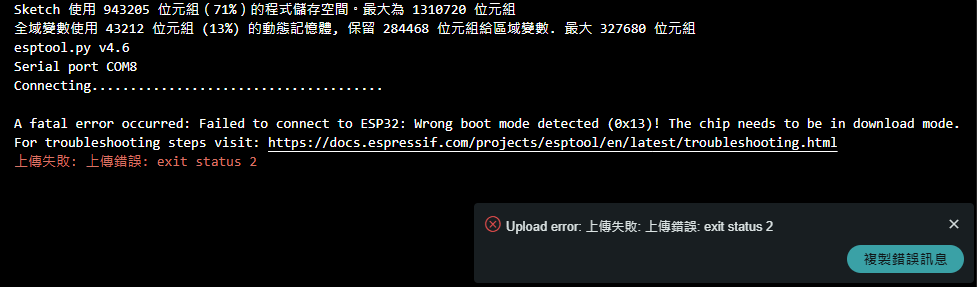 Sketch 使用 943205 位元組 (71%) 的程式儲存空間。最大為 1310720 位元組
全域變數使用 43212 位元組 (13%) 的動態記憶體, 保留 284468 位元組給區域變數. 最大 327680 位元組
esptool.py v4.6
Serial port COM8
Connecting......................................
A fatal error occurred: Failed to connect to ESP32: Wrong boot mode detected (0x13)! The chip needs to be in download mode.
For troubleshooting steps visit: https://docs.espressif.com/projects/esptool/en/latest/troubleshooting.html
上傳失敗: 上傳錯誤: exit status 2
Upload error: 上傳失敗: 上傳錯誤: exit status 2
複製錯誤訊息